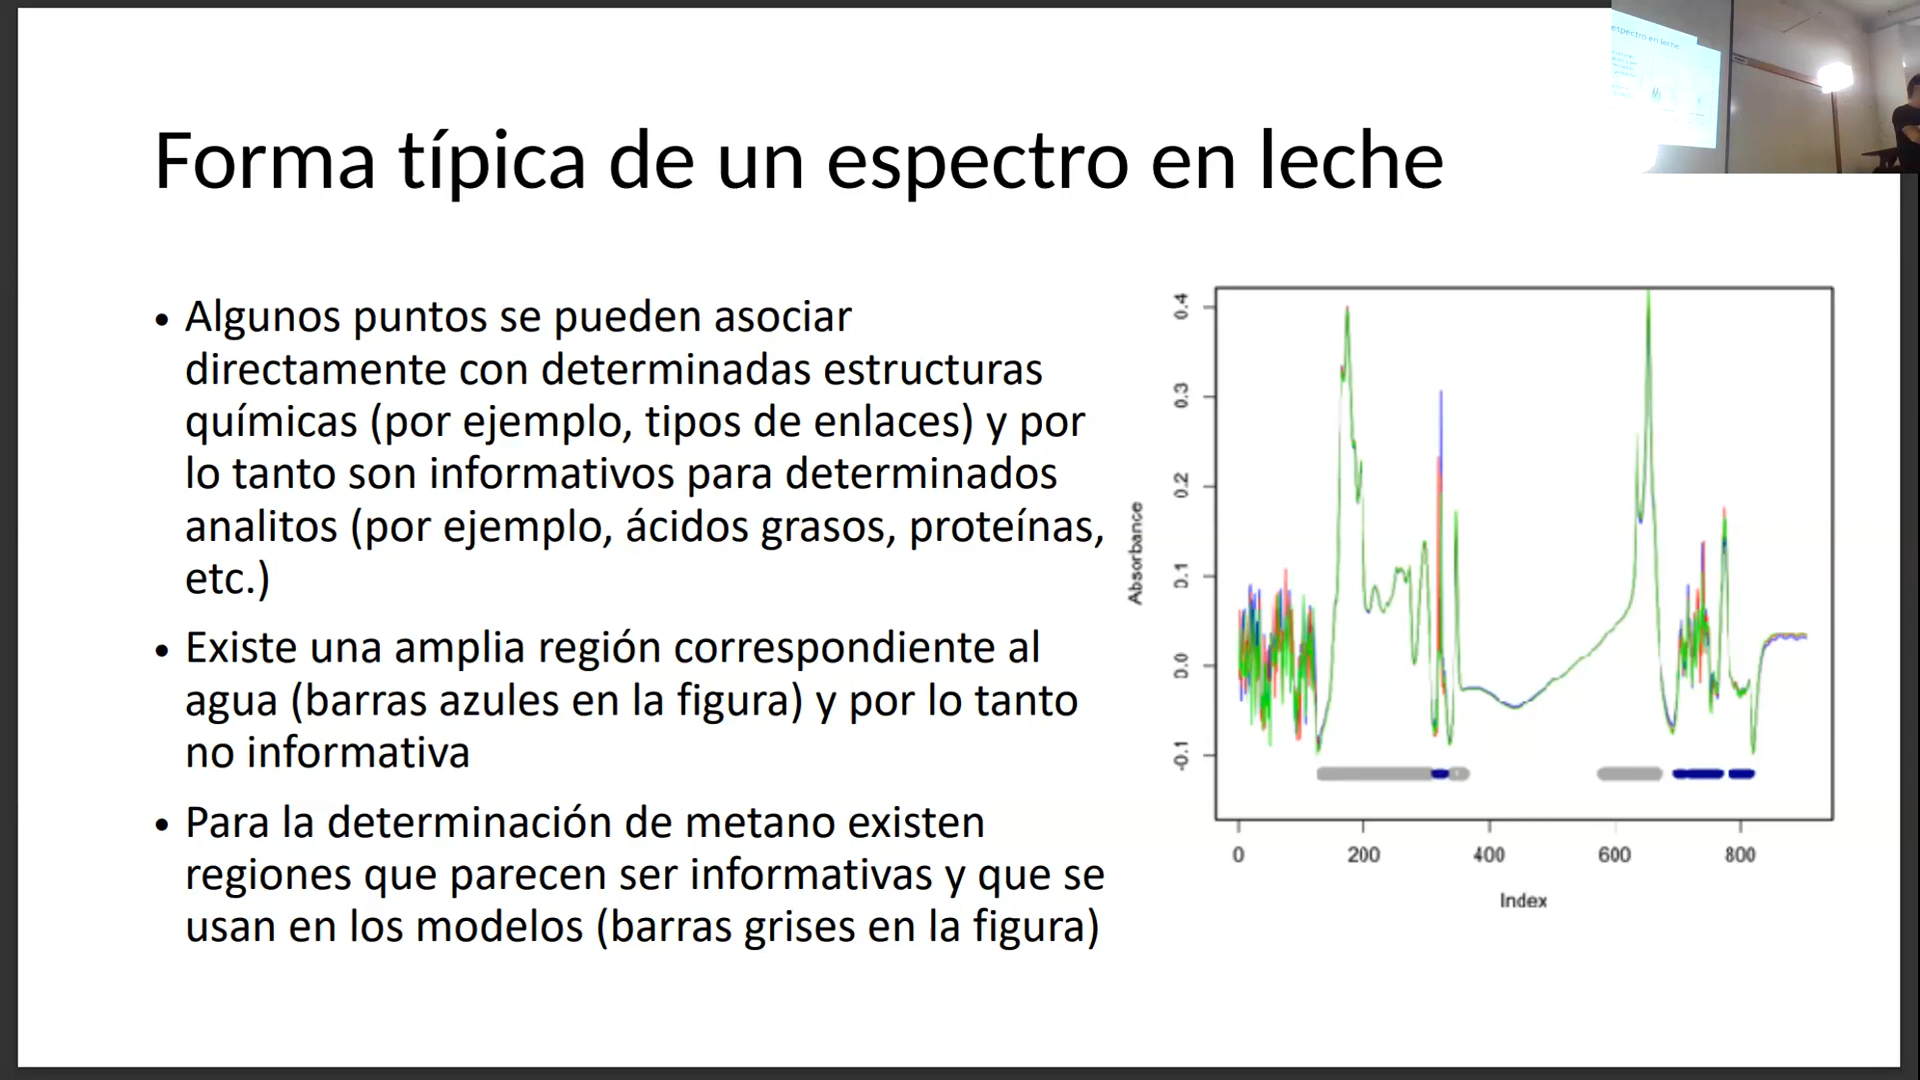 Forma típica de un espectro en leche
• Algunos puntos se pueden asociar
directamente con determinadas estructuras
químicas (por ejemplo, tipos de enlaces) y por
lo tanto son informativos para determinados
analitos (por ejemplo, ácidos grasos, proteínas,
etc.)
• Existe una amplia región correspondiente al
agua (barras azules en la figura) y por lo tanto
no informativa
• Para la determinación de metano existen
regiones que parecen ser informativas y que se
usan en los modelos (barras grises en la figura)
Absorbance
0.4
0.3
0.2
0.1
0.0
-0.1
0 200 400 600 800
Index
espectro en leche